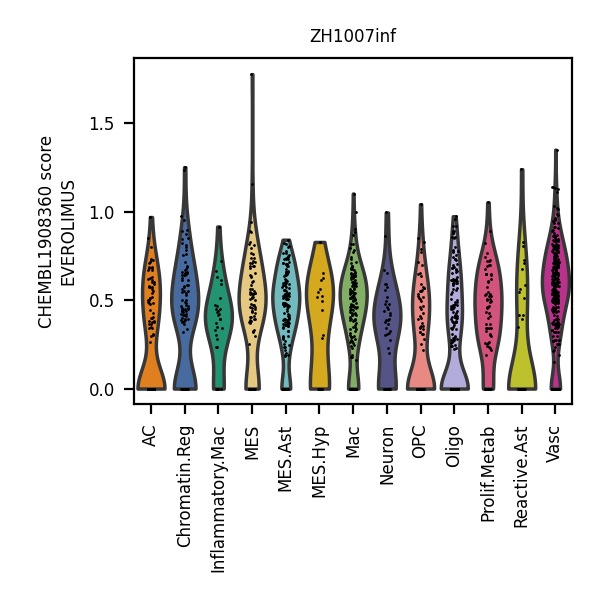 ZH1007inf
CHEMBL1908360 score
EVEROLIMUS
1.5
1.0
0.5
0.0
AC
Chromatin.Reg
Inflammatory.Mac
MES
MES.Ast
MES.Hyp
Mac
Neuron
OPC
Oligo
Prolif.Metab
Reactive.Ast
Vasc